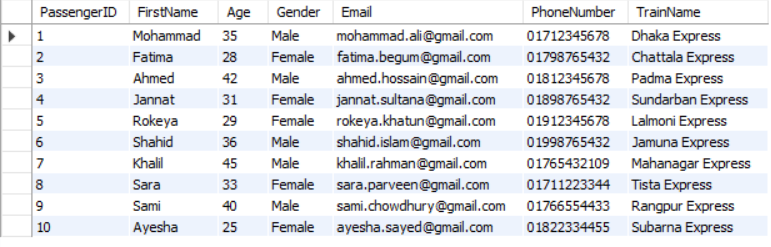 PassengerID FirstName Age Gender Email PhoneNumber TrainName
1 Mohammad 35 Male mohammad.ali@gmail.com 01712345678 Dhaka Express
2 Fatima 28 Female fatima.begum@gmail.com 01798765432 Chattala Express
3 Ahmed 42 Male ahmed.hossain@gmail.com 01812345678 Padma Express
4 Jannat 31 Female jannat.sultana@gmail.com 01898765432 Sundarban Express
5 Rokeya 29 Female rokeya.khatun@gmail.com 01912345678 Lalmoni Express
6 Shahid 36 Male shahid.islam@gmail.com 01998765432 Jamuna Express
7 Khalil 45 Male khalil.rahman@gmail.com 01765432109 Mahanagar Express
8 Sara 33 Female sara.parveen@gmail.com 01711223344 Tista Express
9 Sami 40 Male sami.chowdhury@gmail.com 01766554433 Rangpur Express
10 Ayesha 25 Female ayesha.sayed@gmail.com 01822334455 Subarna Express